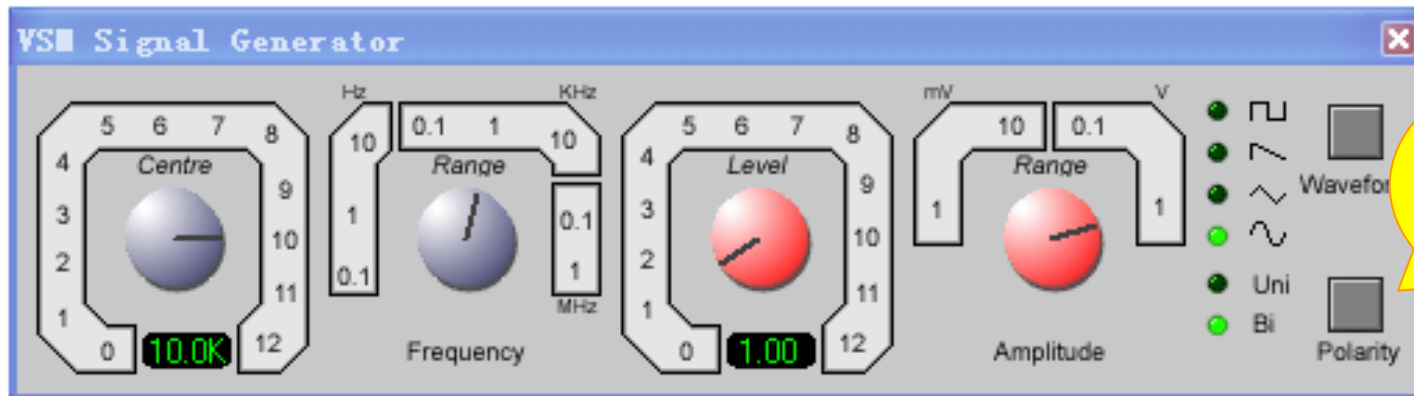 VSM Signal Generator
Hz KHz mV V
5 6 7 8 10 0.1 1 10 5 6 7 8 10 0.1
4 Centre Range 4 Level Range
9 9
3 1 0.1 3 1 1
10 10
2 1 2
0.1 11 MHz 11
1 1
0 10.0K 12 Frequency 0 1.00 12 Amplitude
Uni
Bi
Polarity